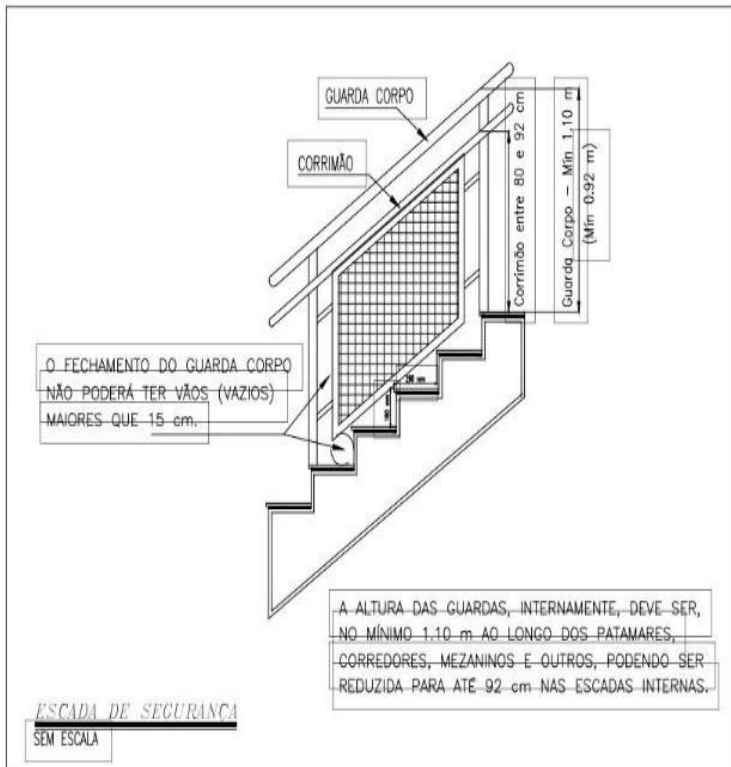 GUARDA CORPO
CORRIMÃO
Corrimão entre 80 e 92 cm
Guarda Corpo – Mín 1,10 m
(Mín 0.92 m)
O FECHAMENTO DO GUARDA CORPO
NÃO PODERÁ TER VÃOS (VAZIOS)
MAIORES QUE 15 cm.
A ALTURA DAS GUARDAS, INTERNAMENTE, DEVE SER,
NO MÍNIMO 1.10 m AO LONGO DOS PATAMARES,
CORREDORES, MEZANINOS E OUTROS, PODENDO SER
REDUZIDA PARA ATÉ 92 cm NAS ESCADAS INTERNAS.
ESCADA DE SEGURANÇA
SEM ESCALA